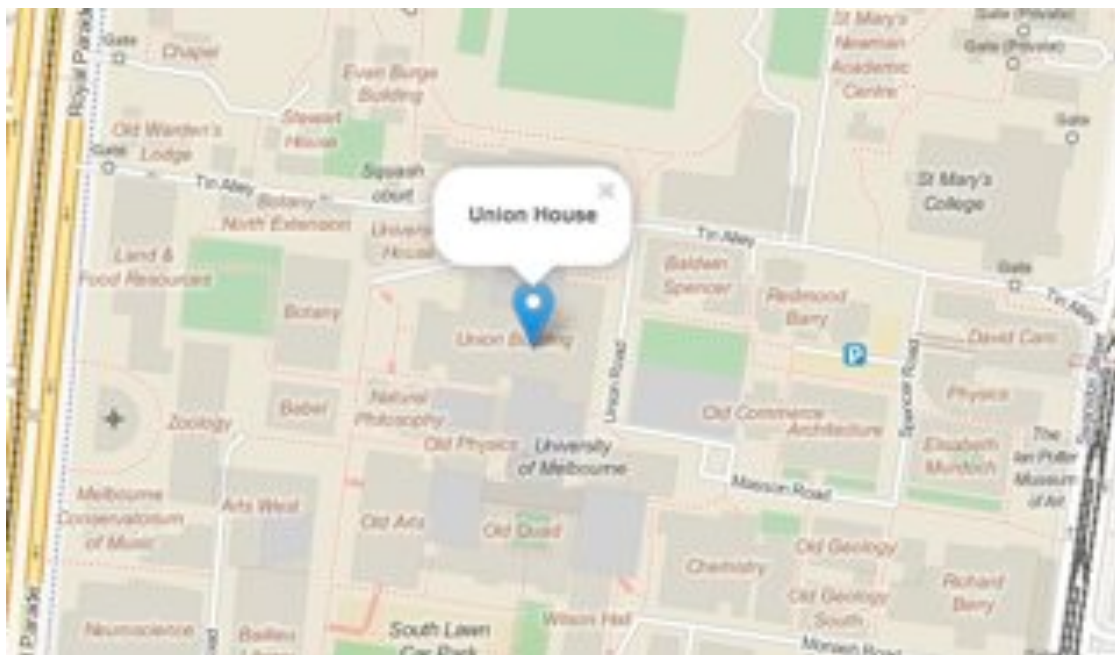 Royal Parade
Gate
Chapel
Evan Burge
Building
St Mary's
Newman
Academic
Centre
Gate (Private)
Gate (Private)
Gate
Stewart
House
Old Warden's
Lodge
Gate
Squash
court
Tin Alley
Botany
North Extension
Union House
St Mary's
College
Tin Alley
Land &
Food Resources
Botany
Baldwin
Spencer
Redmond
Barry
Gate
Tin Alley
David Caro
Union Building
Union Road
Spencer Road
Physics
Babel
Zoology
Natural
Philosophy
Old Physics
University
of Melbourne
Old Commerce
Architecture
Elisabeth
Murdoch
The
Ian Potter
Museum
of Art
Masson Road
Melbourne
Conservatorium
of Music
Arts West
Old Arts
Old Quad
Chemistry
Old Geology
Old Geology
South
Richard
Berry
Wilson Hall
Neuroscience
South Lawn
Car Park
Monash Road